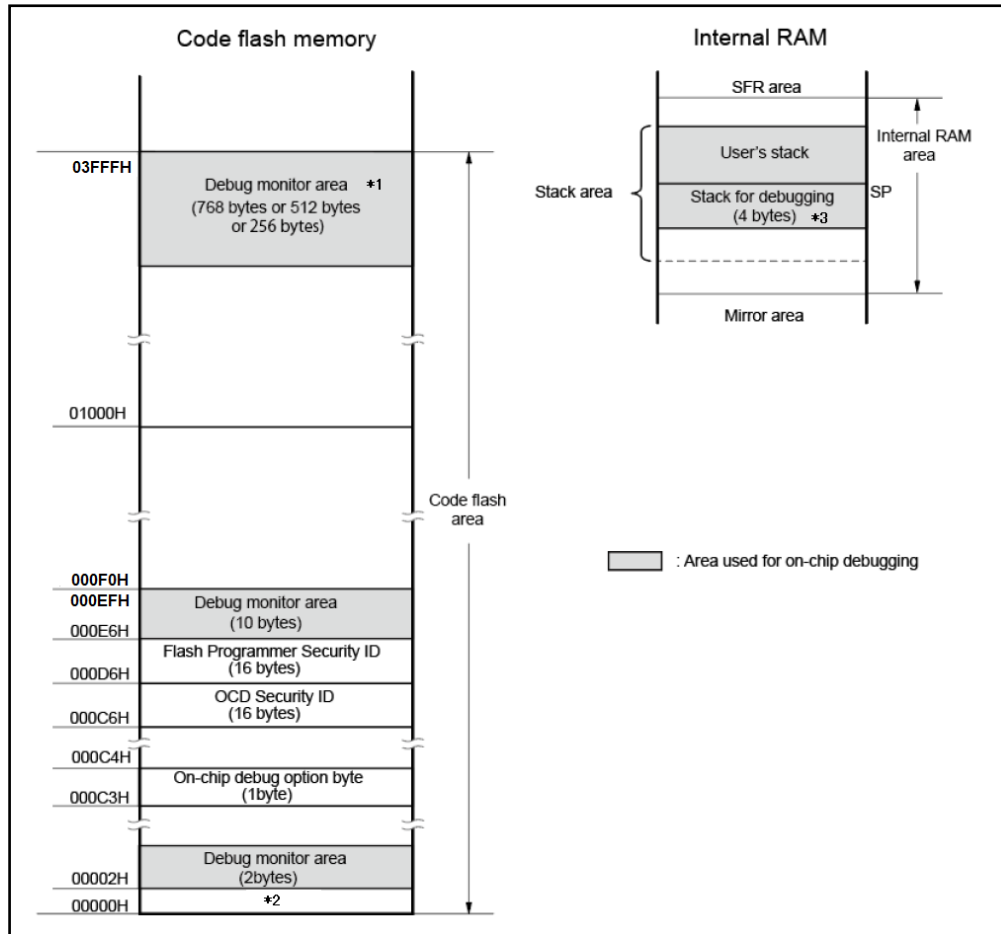 Code flash memory
03FFFH
Debug monitor area *1
(768 bytes or 512 bytes
or 256 bytes)
01000H
Code flash
area
000F0H
000EFH
Debug monitor area
(10 bytes)
000E6H
Flash Programmer Security ID
(16 bytes)
000D6H
OCD Security ID
(16 bytes)
000C6H
000C4H
On-chip debug option byte
(1byte)
000C3H
Debug monitor area
(2bytes)
00002H
*2
00000H
Internal RAM
SFR area
Internal RAM
area
User's stack
Stack area
Stack for debugging
(4 bytes) *3
SP
Mirror area
: Area used for on-chip debugging